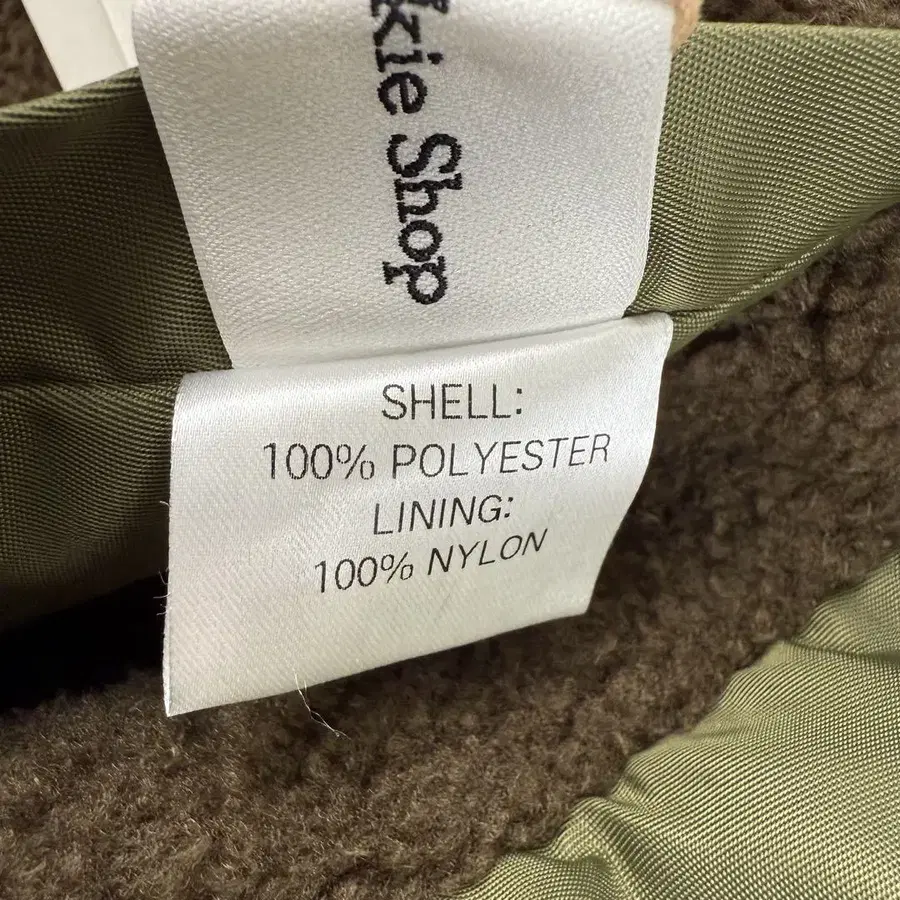 kie Shop
SHELL:
100% POLYESTER
LINING:
100% NYLON